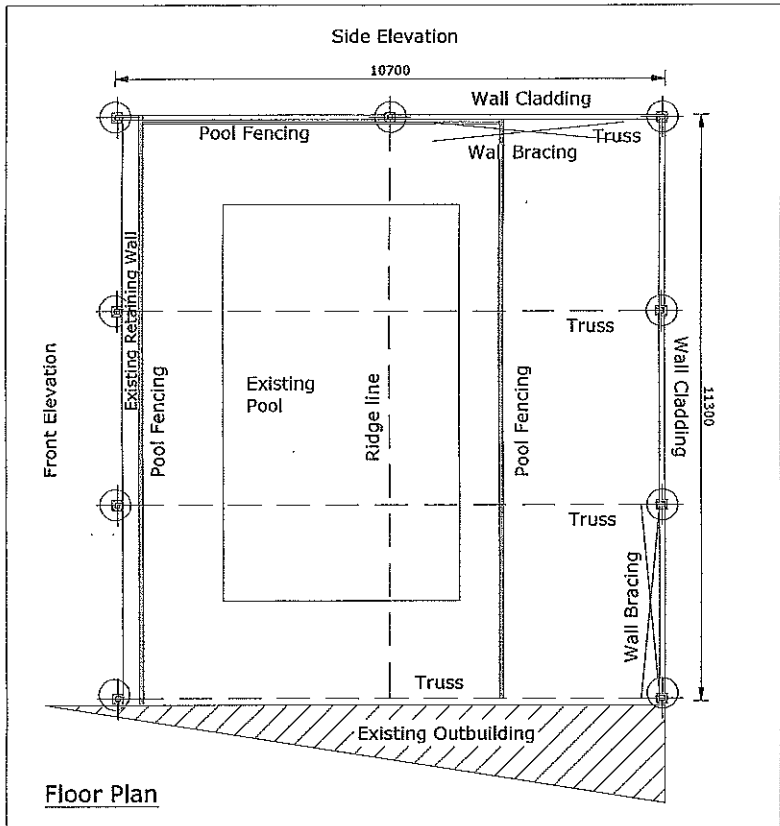 Side Elevation
10700
Wall Cladding
Pool Fencing
Truss
Wall Bracing
Existing Retaining Wall
Truss
Front Elevation
Existing
Pool
Pool Fencing
Ridge line
Pool Fencing
Wall Cladding
11300
Truss
Wall Bracing
Truss
Existing Outbuilding
Floor Plan